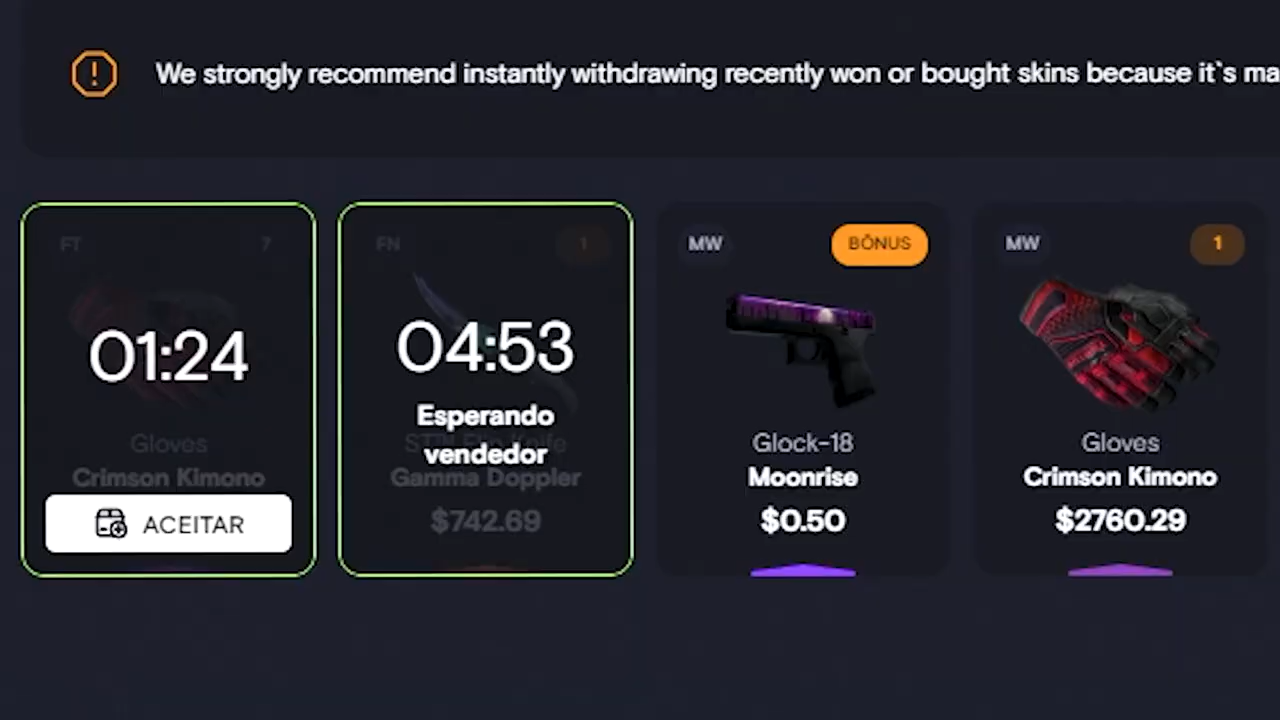 We strongly recommend instantly withdrawing recently won or bought skins because it`s ma
FT
7
01:24
Gloves
Crimson Kimono
ACEITAR
FN
1
04:53
Esperando
vendedor
Knife
Gamma Doppler
$742.69
MW
BÔNUS
Glock-18
Moonrise
$0.50
MW
1
Gloves
Crimson Kimono
$2760.29